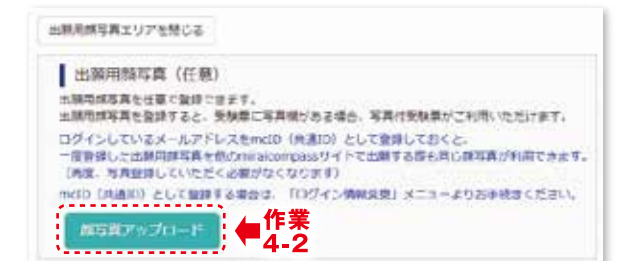 出願用顔写真エリアを閉じる
出願用顔写真（任意）
出願用顔写真を任意で登録できます。
出願用顔写真を登録すると、受験票に写真欄がある場合、写真付受験票がご利用いただけます。
ログインしているメールアドレスをmcID（共通ID）として登録しておくと、
一度登録した出願用顔写真を他のmiraicompassサイトで出願する際も同じ顔写真が利用できます。
（再度、写真登録していただく必要がなくなります）
mcID（共通ID）として登録する場合は、「ログイン情報変更」メニューよりお手続きください。
顔写真アップロード
作業
4-2